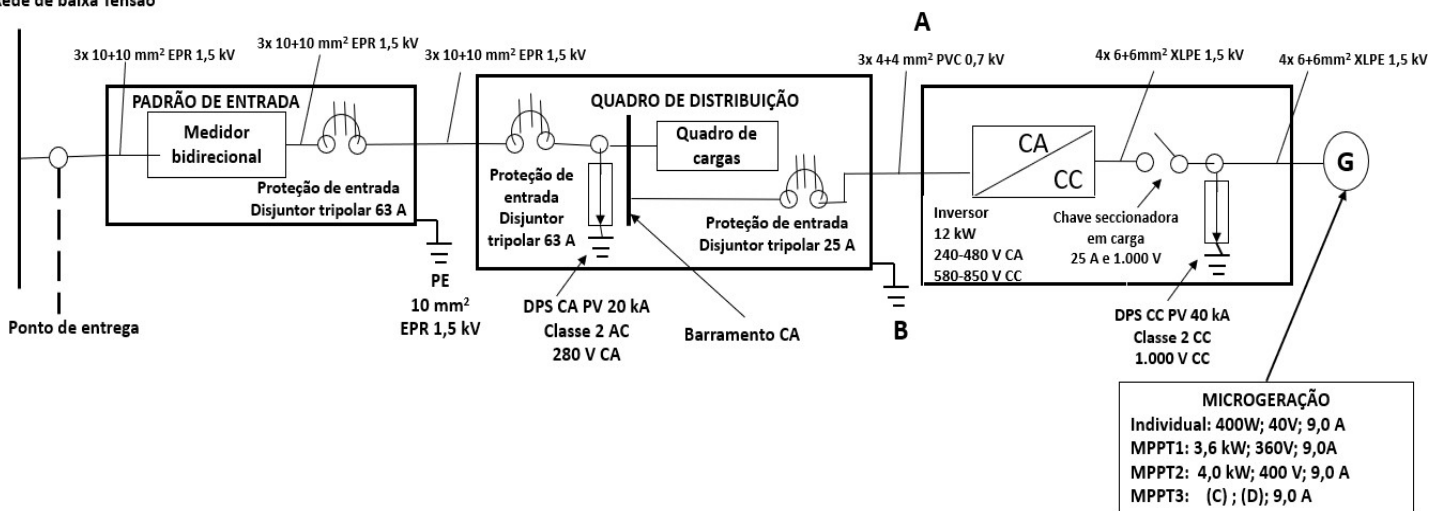 Rede de baixa Tensão
A
3x 10+10 mm² EPR 1,5 kV
3x 10+10 mm² EPR 1,5 kV
3x 10+10 mm² EPR 1,5 kV
3x 4+4 mm² PVC 0,7 kV
4x 6+6mm² XLPE 1,5 kV
4x 6+6mm² XLPE 1,5 kV
PADRÃO DE ENTRADA
Medidor
bidirecional
Proteção de entrada
Disjuntor tripolar 63 A
PE
10 mm²
EPR 1,5 kV
Ponto de entrega
QUADRO DE DISTRIBUIÇÃO
Quadro de
cargas
Proteção de
entrada
Disjuntor
tripolar 63 A
Proteção de entrada
Disjuntor tripolar 25 A
DPS CA PV 20 kA
Classe 2 AC
280 V CA
Barramento CA
B
CA
CC
Inversor
12 kW
240-480 V CA
580-850 V CC
Chave seccionadora
em carga
25 A e 1.000 V
G
DPS CC PV 40 kA
Classe 2 CC
1.000 V CC
MICROGERAÇÃO
Individual: 400W; 40V; 9,0 A
MPPT1: 3,6 kW; 360V; 9,0A
MPPT2: 4,0 kW; 400 V; 9,0 A
MPPT3: (C) ; (D); 9,0 A